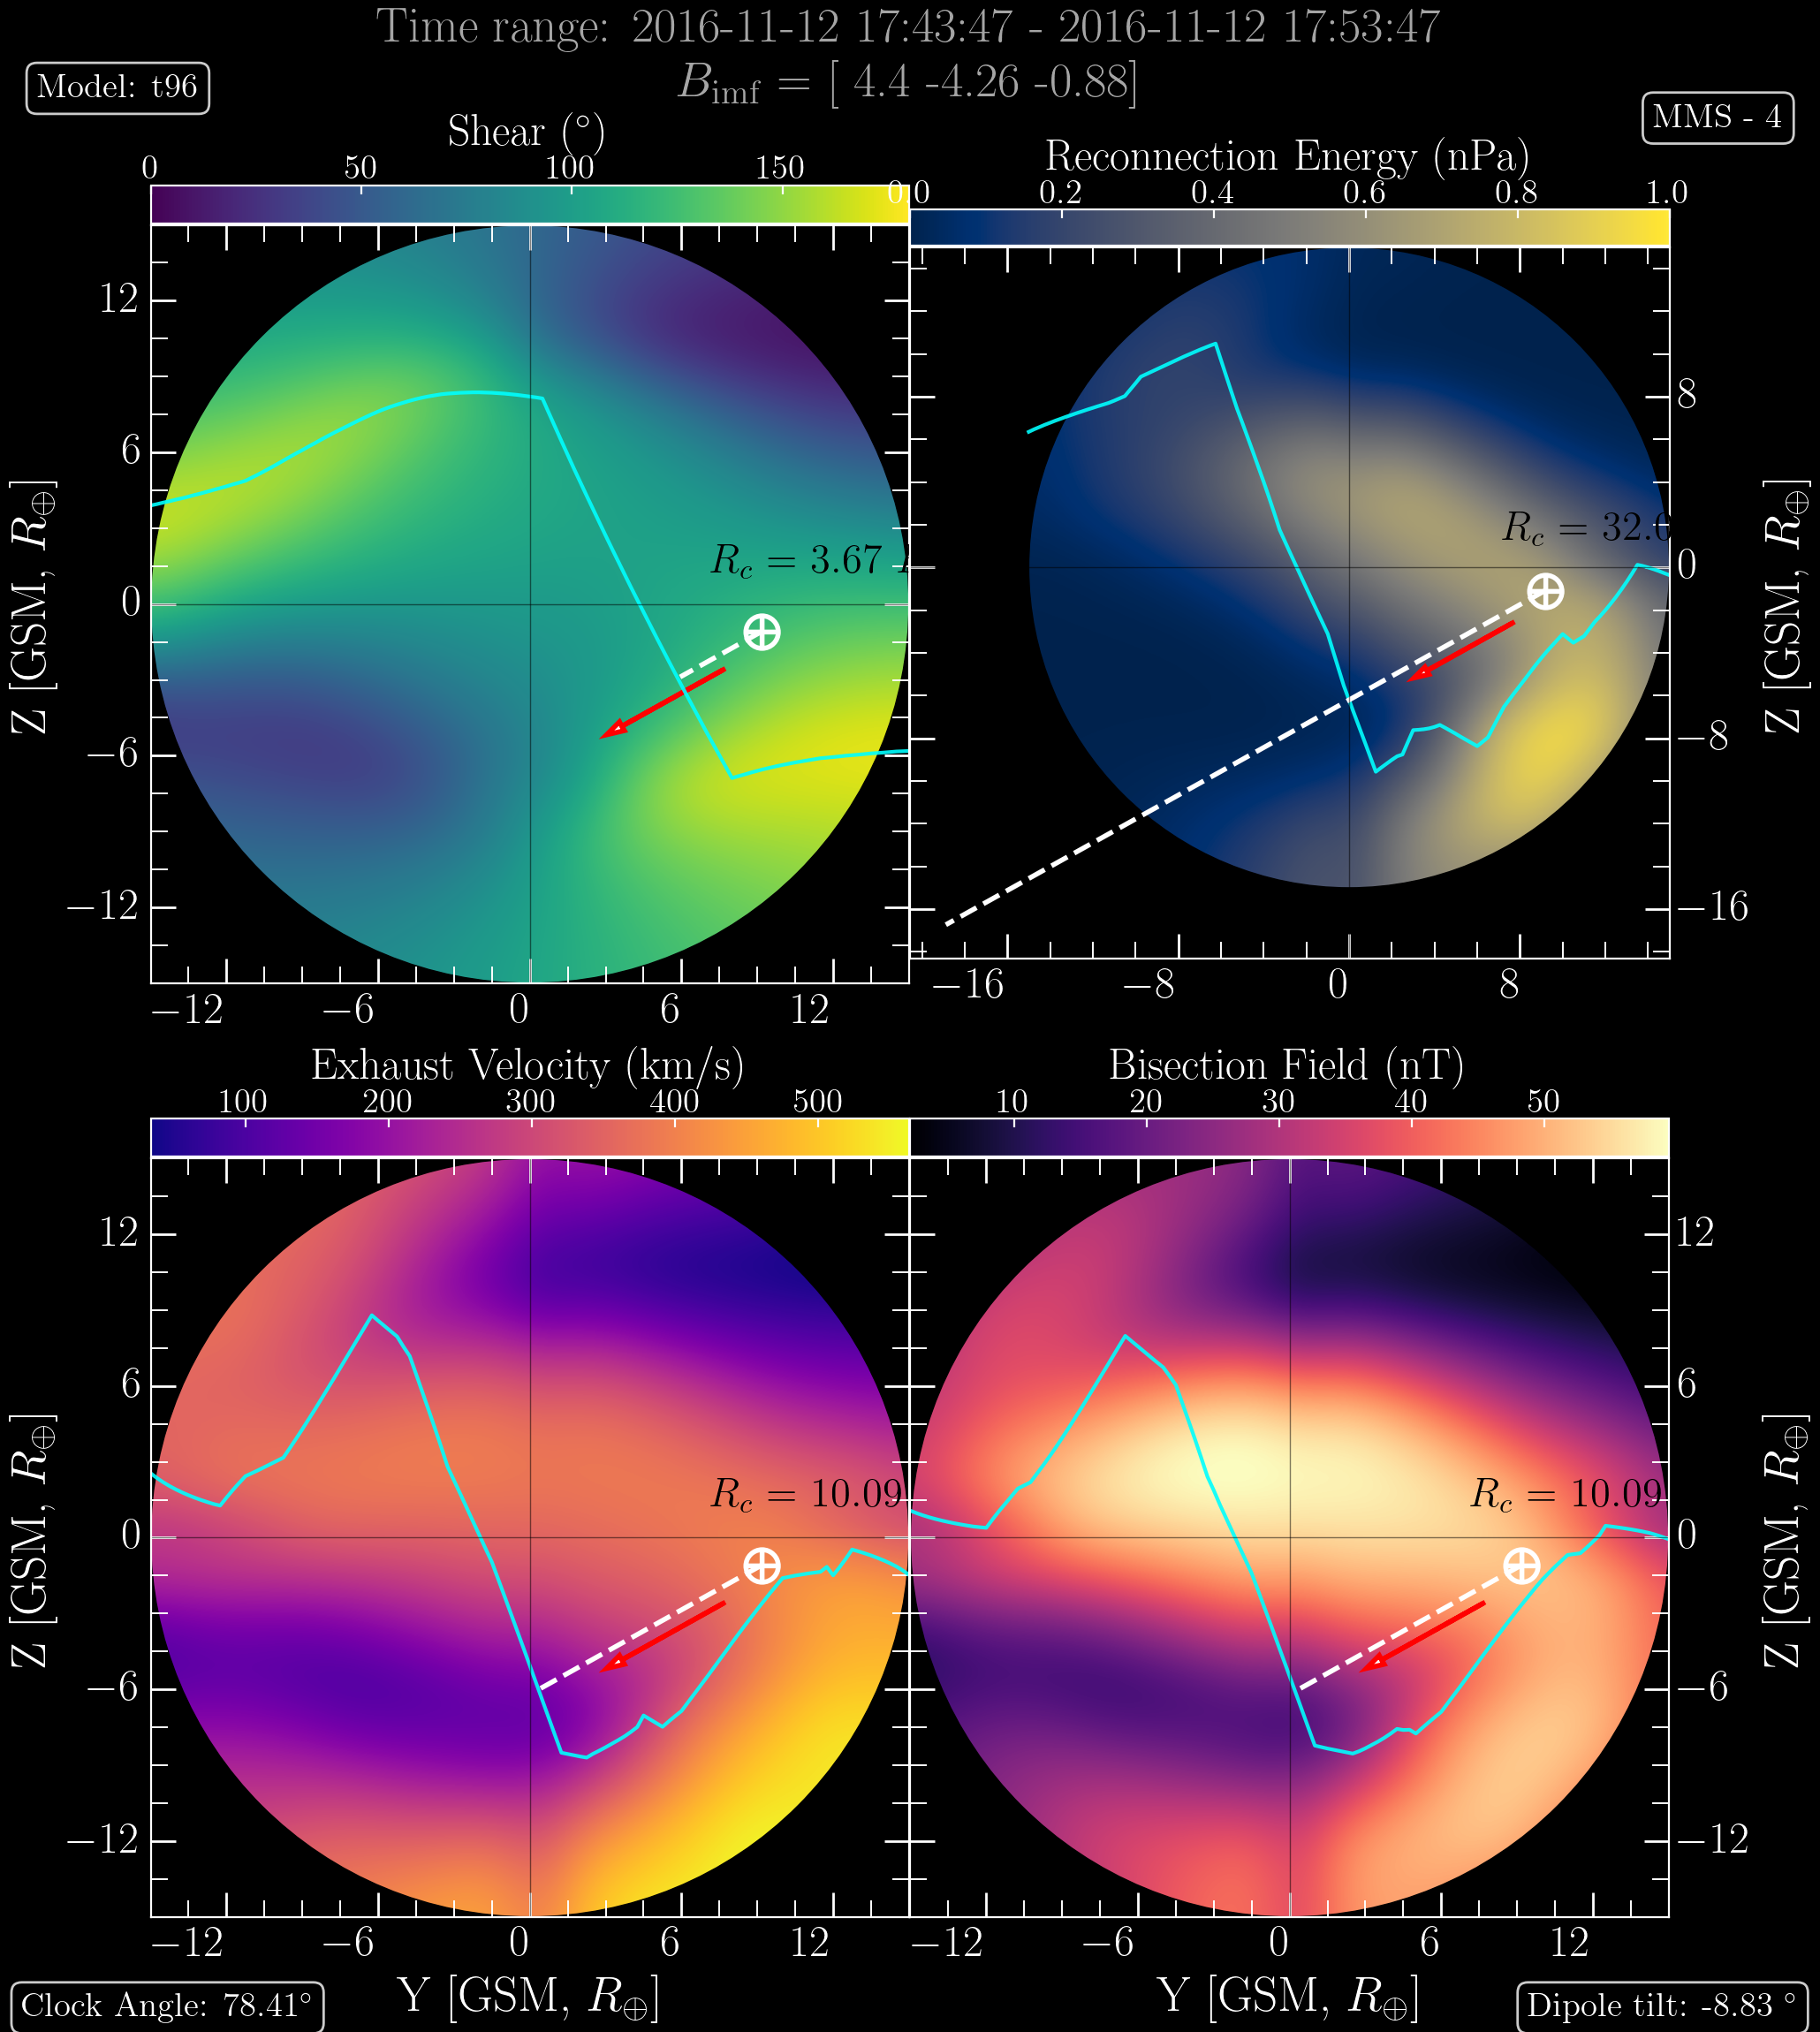 Time range: 2016-11-12 17:43:47 - 2016-11-12 17:53:47
B_imf = [ 4.4 -4.26 -0.88]
Model: t96
MMS - 4
Shear (°)
0 50 100 150
Reconnection Energy (nPa)
0.0 0.2 0.4 0.6 0.8 1.0
12
6
0
−6
−12
Z [GSM, R⊕]
R_c = 3.67
−12 −6 0 6 12
R_c = 32.
8
0
−8
−16
Z [GSM, R⊕]
−16 −8 0 8
Exhaust Velocity (km/s)
100 200 300 400 500
Bisection Field (nT)
10 20 30 40 50
12
6
0
−6
−12
Z [GSM, R⊕]
R_c = 10.09
−12 −6 0 6 12
Y [GSM, R⊕]
R_c = 10.09
12
6
0
−6
−12
Z [GSM, R⊕]
−12 −6 0 6 12
Y [GSM, R⊕]
Clock Angle: 78.41°
Dipole tilt: -8.83 °